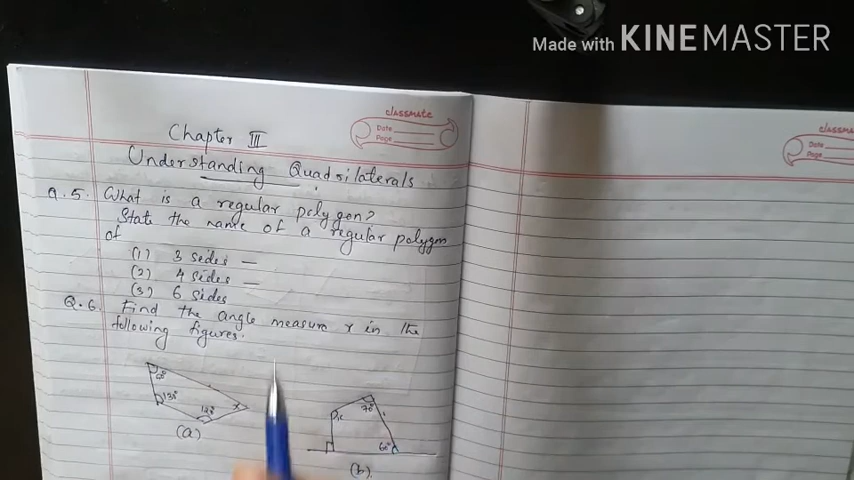 Made with KINEMASTER
classmate
Date
Page
classmate
Date
Page
Chapter III
Understanding Quadrilaterals
Q.5. What is a regular polygon?
State the name of a regular polygon
of
(1) 3 sides —
(2) 4 sides —
(3) 6 sides
Q.6. Find the angle measure x in the
following figures.
130°
120°
x
(a)
x
70°
60°
(b).